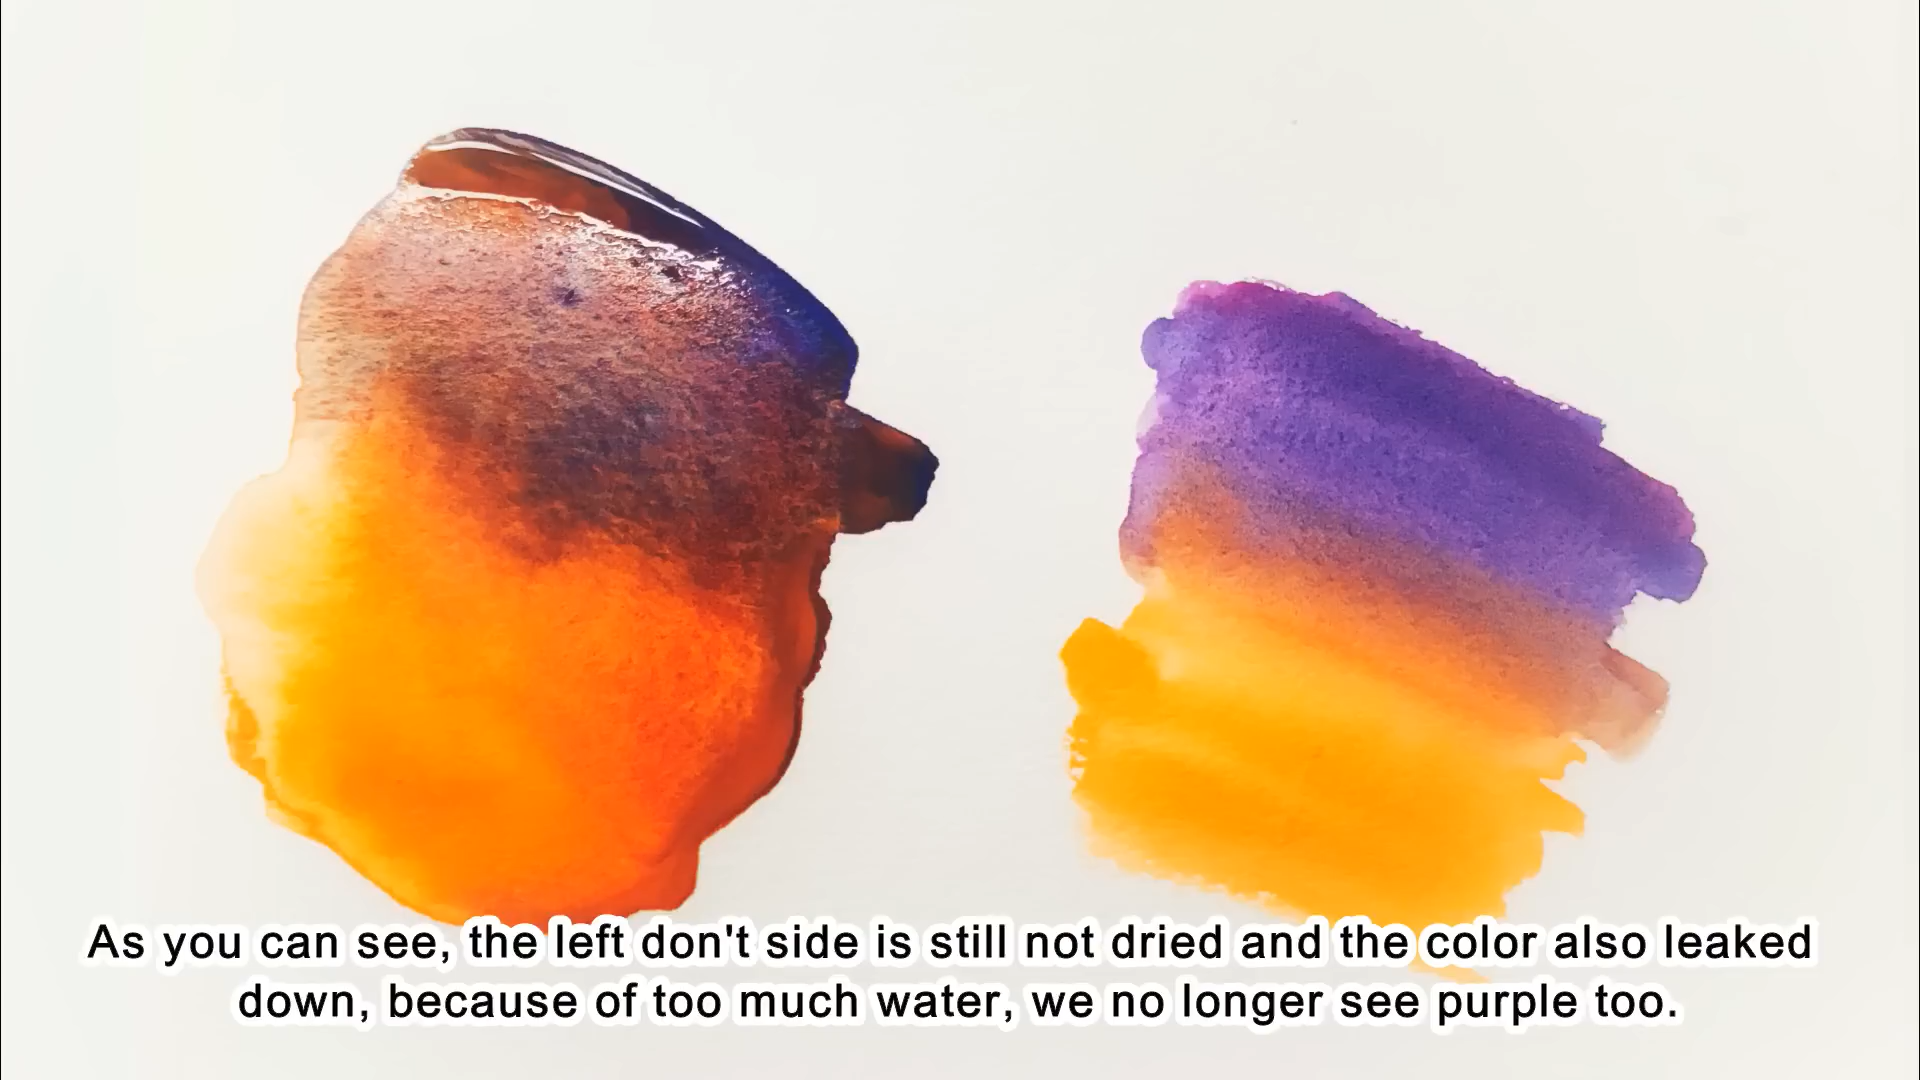 As you can see, the left don't side is still not dried and the color also leaked
down, because of too much water, we no longer see purple too.